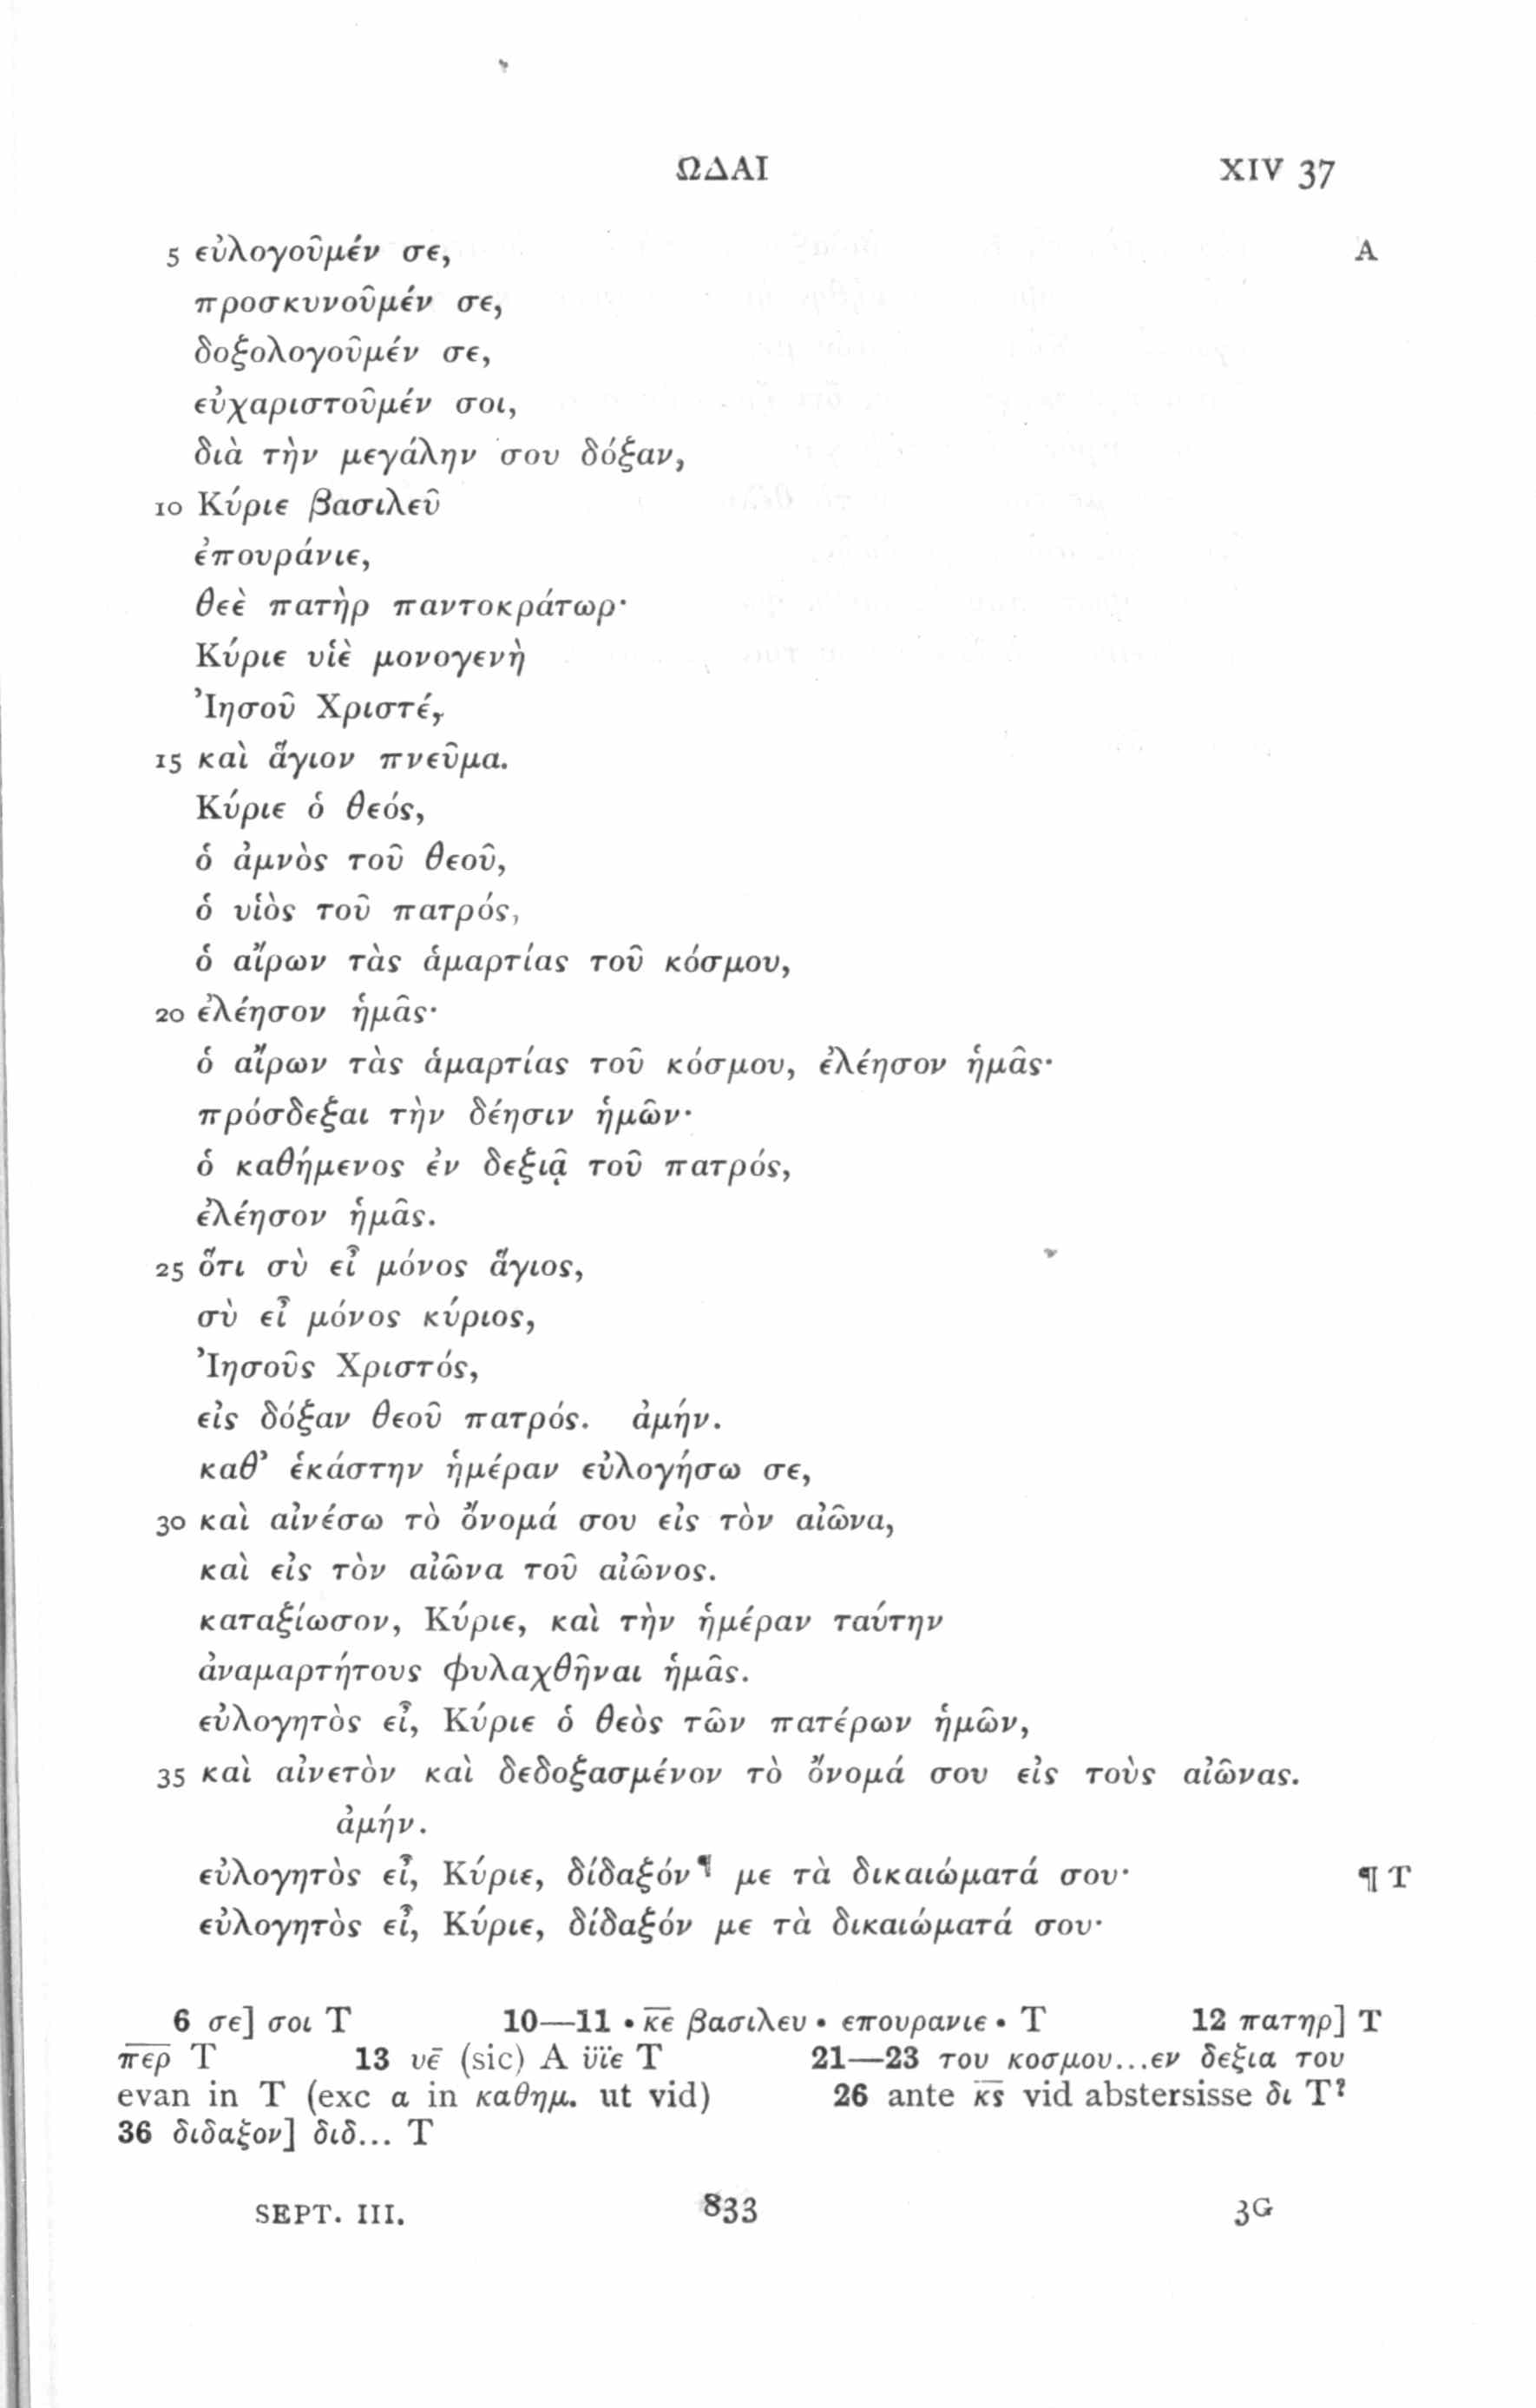 ΩΔΑΙ XIV 37
5 εὐλογοῦμέν σε, A
προσκυνοῦμέν σε,
δοξολογοῦμέν σε,
εὐχαριστοῦμέν σοι,
διὰ τὴν μεγάλην σου δόξαν,
10 Κύριε βασιλεῦ
ἐπουράνιε,
θεὲ πατὴρ παντοκράτωρ·
Κύριε υἱὲ μονογενὴ
Ἰησοῦ Χριστέ,
15 καὶ ἅγιον πνεῦμα.
Κύριε ὁ θεός,
ὁ ἀμνὸς τοῦ θεοῦ,
ὁ υἱὸς τοῦ πατρός,
ὁ αἴρων τὰς ἁμαρτίας τοῦ κόσμου,
20 ἐλέησον ἡμᾶς·
ὁ αἴρων τὰς ἁμαρτίας τοῦ κόσμου, ἐλέησον ἡμᾶς·
πρόσδεξαι τὴν δέησιν ἡμῶν·
ὁ καθήμενος ἐν δεξιᾷ τοῦ πατρός,
ἐλέησον ἡμᾶς.
25 ὅτι σὺ εἶ μόνος ἅγιος,
σὺ εἶ μόνος κύριος,
Ἰησοῦς Χριστός,
εἰς δόξαν θεοῦ πατρός. ἀμήν.
καθ’ ἑκάστην ἡμέραν εὐλογήσω σε,
30 καὶ αἰνέσω τὸ ὄνομά σου εἰς τὸν αἰῶνα,
καὶ εἰς τὸν αἰῶνα τοῦ αἰῶνος.
καταξίωσον, Κύριε, καὶ τὴν ἡμέραν ταύτην
ἀναμαρτήτους φυλαχθῆναι ἡμᾶς.
εὐλογητὸς εἶ, Κύριε ὁ θεὸς τῶν πατέρων ἡμῶν,
35 καὶ αἰνετὸν καὶ δεδοξασμένον τὸ ὄνομά σου εἰς τοὺς αἰῶνας.
ἀμήν.
εὐλογητὸς εἶ, Κύριε, δίδαξόν¶ με τὰ δικαιώματά σου· ¶ T
εὐλογητὸς εἶ, Κύριε, δίδαξόν με τὰ δικαιώματά σου·
6 σε] σοι T 10—11 • κ̅ε̅ βασιλευ • επουρανιε • T 12 πατηρ] T
π̅ε̅ρ̅ T 13 υε̅ (sic) A ϋϊε T 21—23 του κοσμου...εν δεξια του
evan in T (exc α in καθημ. ut vid) 26 ante κ̅ς̅ vid abstersisse δι T?
36 διδαξον] διδ... T
SEPT. III. 833 3G